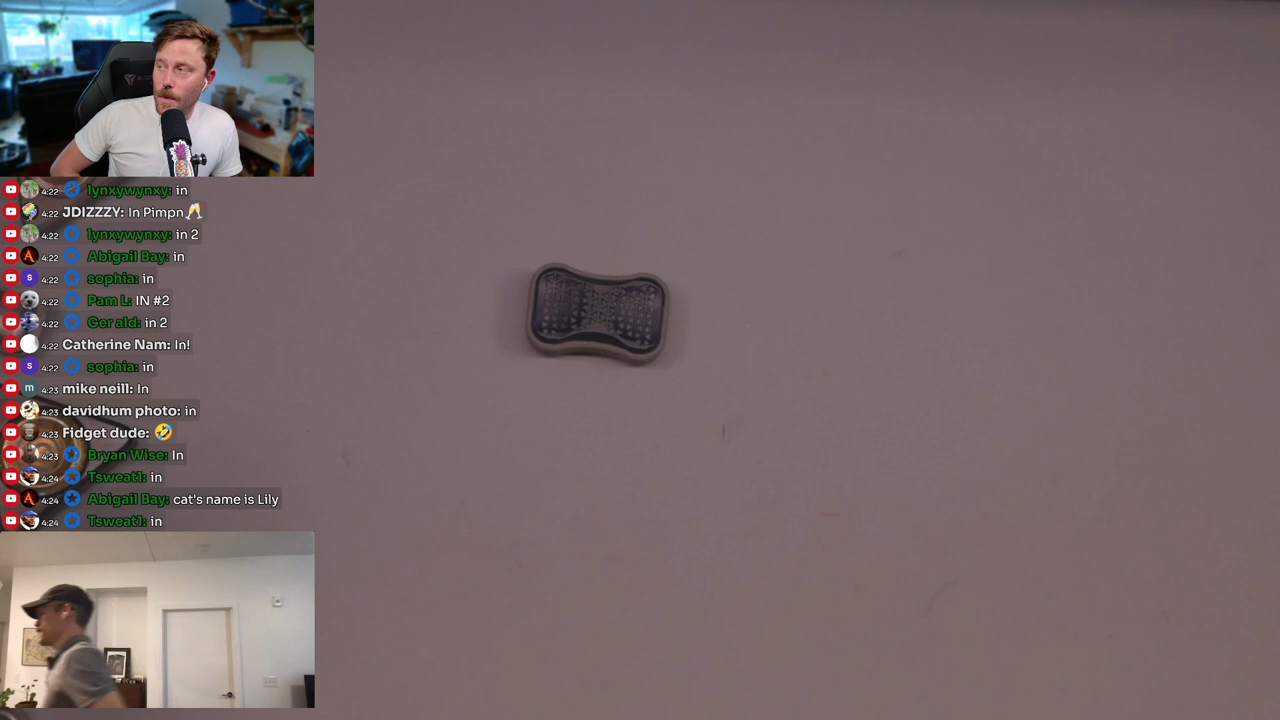 4:22 lynxywynxy: in
4:22 JDIZZZY: In Pimpn🥂
4:22 lynxywynxy: in 2
A 4:22 Abigail Bay: in
s 4:22 sophia: in
4:22 Pam L: IN #2
4:22 Ger ald: in 2
4:22 Catherine Nam: In!
s 4:22 sophia: in
m 4:23 mike neill: In
4:23 davidhum photo: in
4:23 Fidget dude: 🤣
4:23 Bryan Wise: In
4:24 Tsweat1: in
A 4:24 Abigail Bay: cat's name is Lily
4:24 Tsweat1: in